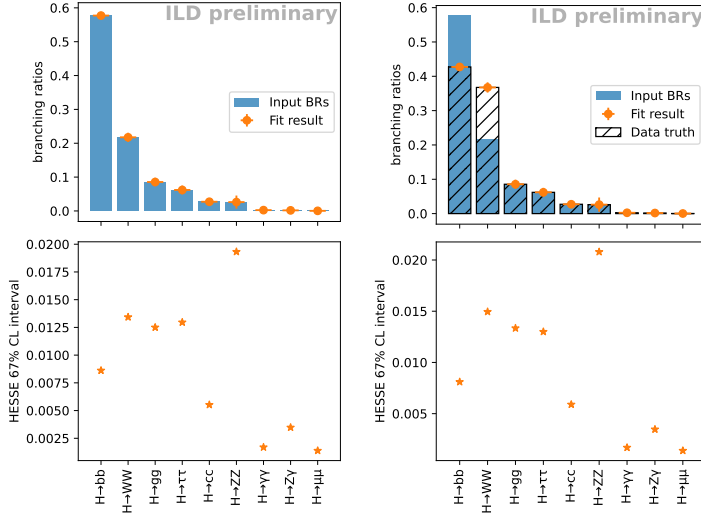 ILD preliminary
0.6
0.5
0.4
0.3
0.2
0.1
0.0
branching ratios
Input BRs
Fit result
ILD preliminary
0.6
0.5
0.4
0.3
0.2
0.1
0.0
branching ratios
Input BRs
Fit result
Data truth
0.0200
0.0175
0.0150
0.0125
0.0100
0.0075
0.0050
0.0025
HESSE 67% CL interval
H→bb
H→WW
H→gg
H→ττ
H→cc
H→ZZ
H→γγ
H→Zγ
H→μμ
0.020
0.015
0.010
0.005
HESSE 67% CL interval
H→bb
H→WW
H→gg
H→ττ
H→cc
H→ZZ
H→γγ
H→Zγ
H→μμ